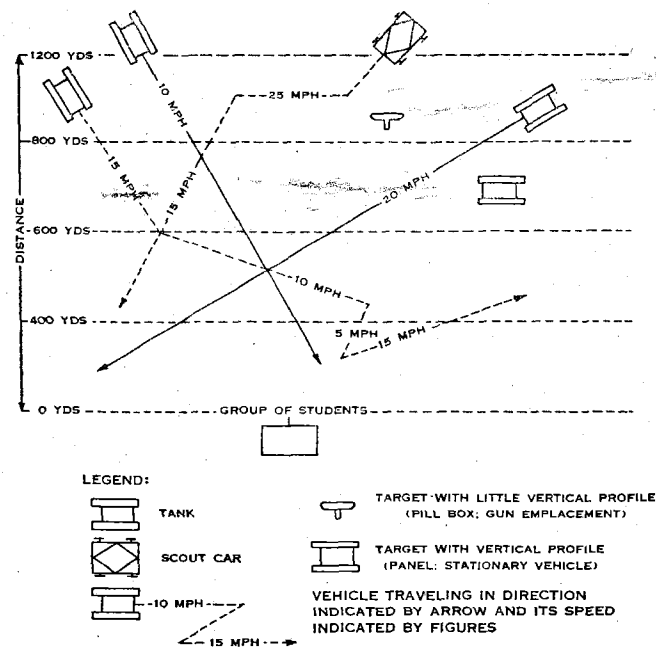 1200 YDS
10 MPH
25 MPH
15 MPH
800 YDS
15 MPH
20 MPH
DISTANCE
600 YDS
10 MPH
400 YDS
5 MPH
15 MPH
0 YDS
GROUP OF STUDENTS
LEGEND:
TANK
TARGET WITH LITTLE VERTICAL PROFILE
(PILL BOX; GUN EMPLACEMENT)
SCOUT CAR
TARGET WITH VERTICAL PROFILE
(PANEL; STATIONARY VEHICLE)
10 MPH
15 MPH
VEHICLE TRAVELING IN DIRECTION
INDICATED BY ARROW AND ITS SPEED
INDICATED BY FIGURES